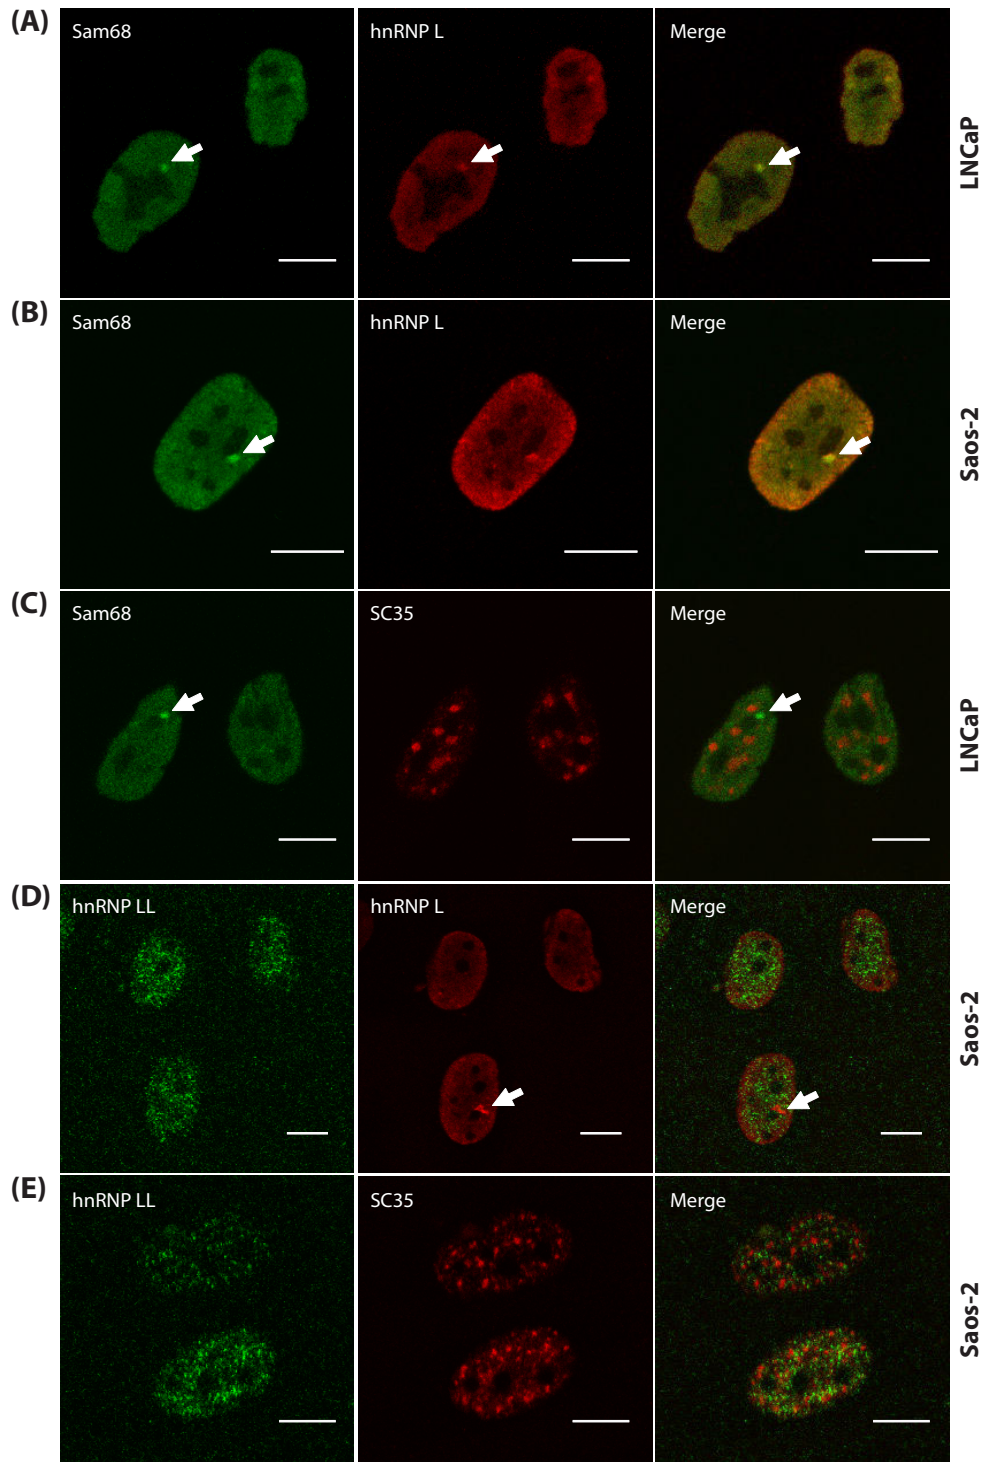 (A)
Sam68
hnRNP L
Merge
LNCaP
(B)
Sam68
hnRNP L
Merge
Saos-2
(C)
Sam68
SC35
Merge
LNCaP
(D)
hnRNP LL
hnRNP L
Merge
Saos-2
(E)
hnRNP LL
SC35
Merge
Saos-2